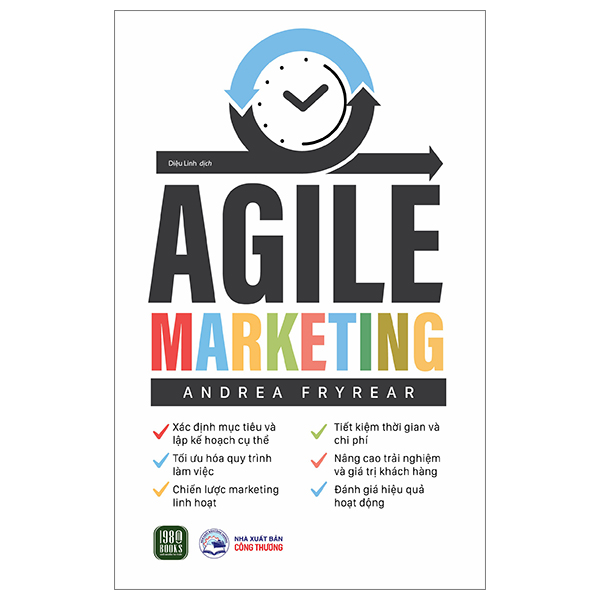 Diệu Linh dịch
AGILE
MARKETING
ANDREA FRYREAR
Xác định mục tiêu và
lập kế hoạch cụ thể
Tối ưu hóa quy trình
làm việc
Chiến lược marketing
linh hoạt
Tiết kiệm thời gian và
chi phí
Nâng cao trải nghiệm
và giá trị khách hàng
Đánh giá hiệu quả
hoạt động
1980
BOOKS
NHÀ XUẤT BẢN
CÔNG THƯƠNG